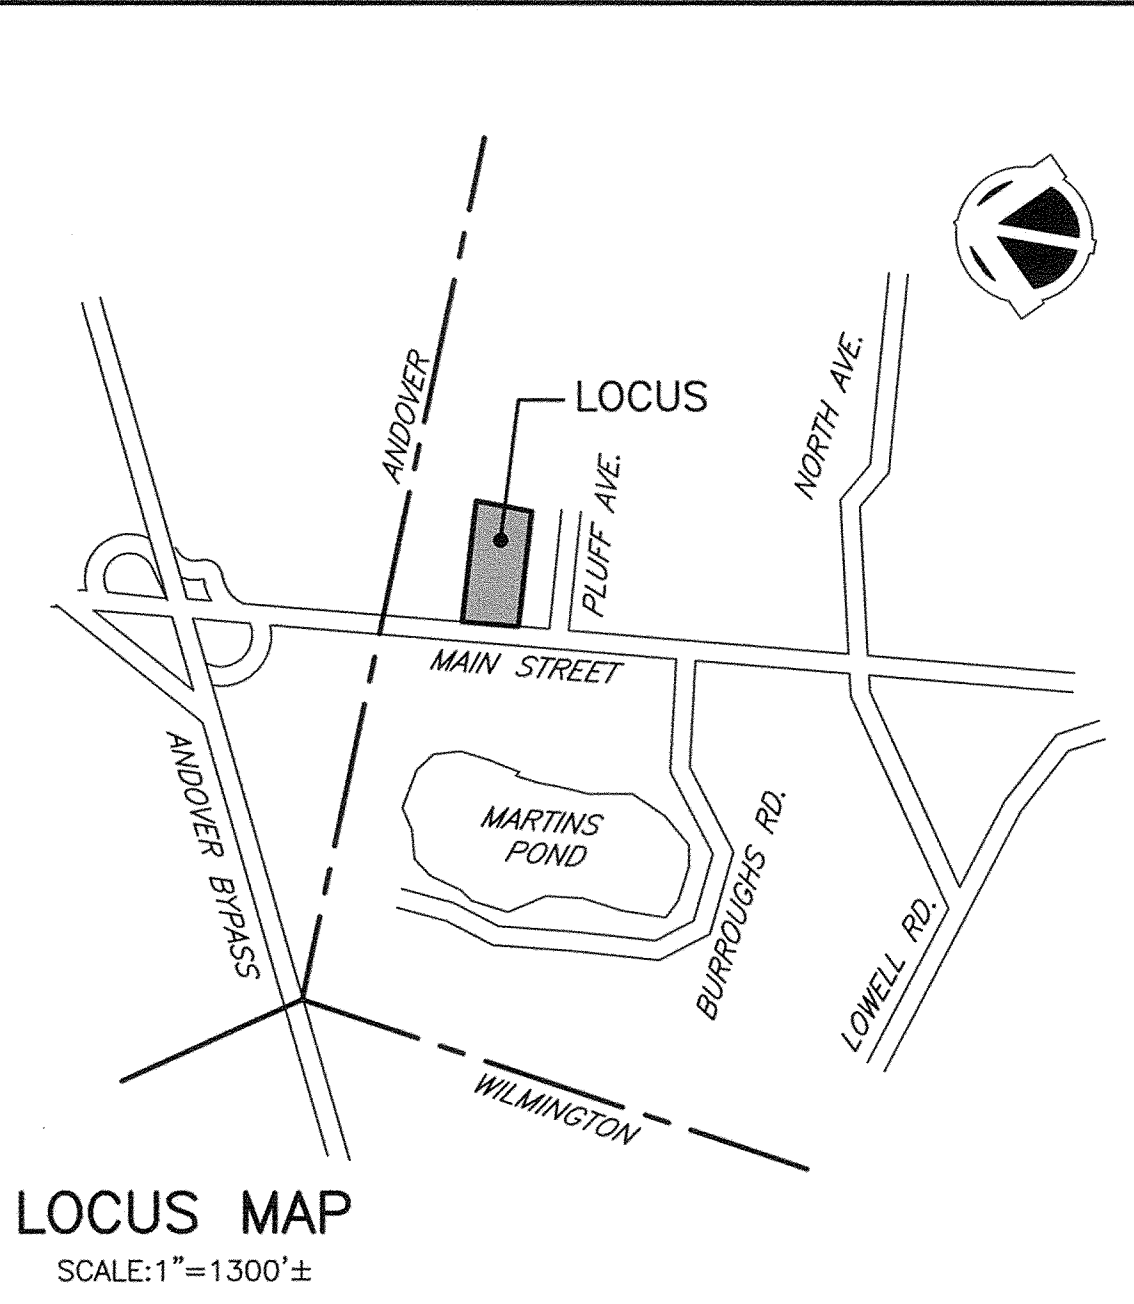 ANDOVER
LOCUS
NORTH AVE.
PLUFF AVE.
MAIN STREET
ANDOVER BYPASS
MARTINS
POND
BURROUGHS RD.
LOWELL RD.
WILMINGTON
LOCUS MAP
SCALE:1"=1300'±